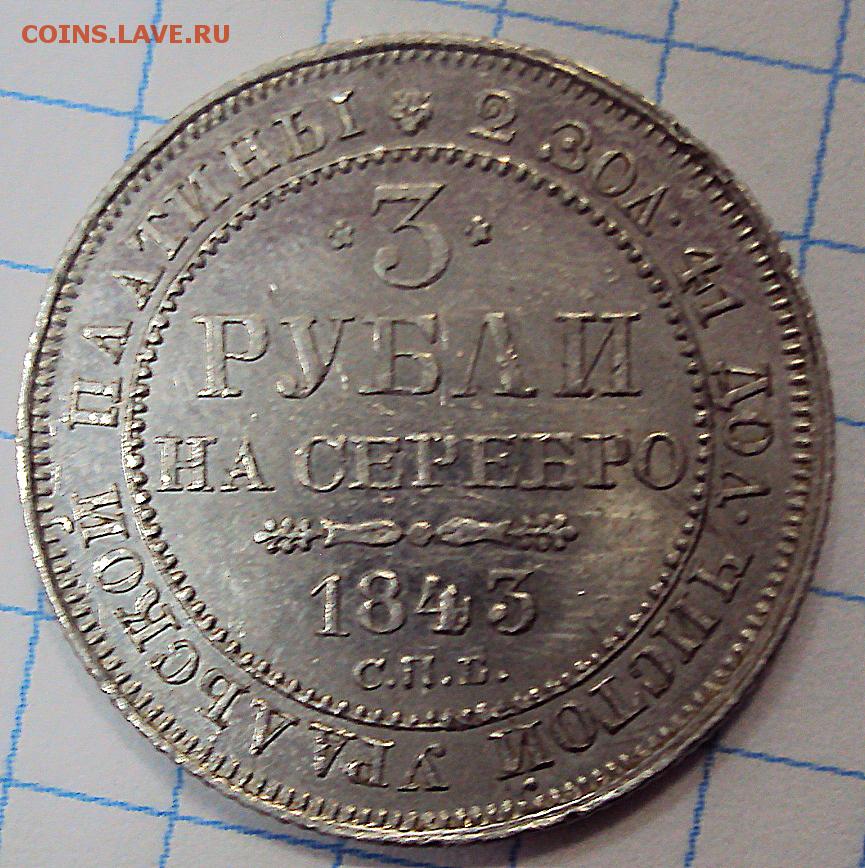 COINS.LAVE.RU
2 ЗОЛ· 41 ДОЛ· ЧИСТОЙ УРАЛЬСКОЙ ПЛАТИНЫ
3
РУБЛИ
НА СЕРЕБРО
1843
С.П.Б.